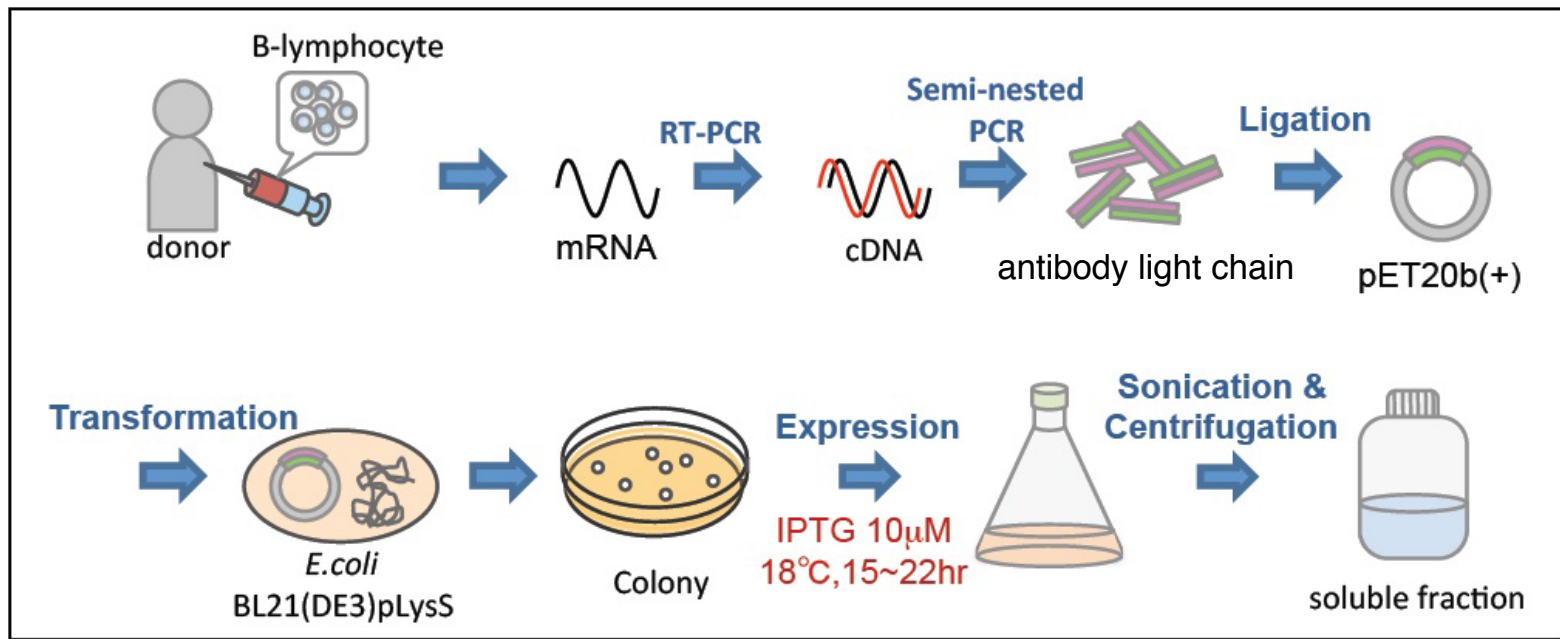 B-lymphocyte
donor
mRNA
RT-PCR
cDNA
Semi-nested
PCR
antibody light chain
Ligation
pET20b(+)
Transformation
E.coli
BL21(DE3)pLysS
Colony
Expression
IPTG 10μM
18℃,15~22hr
Sonication &
Centrifugation
soluble fraction